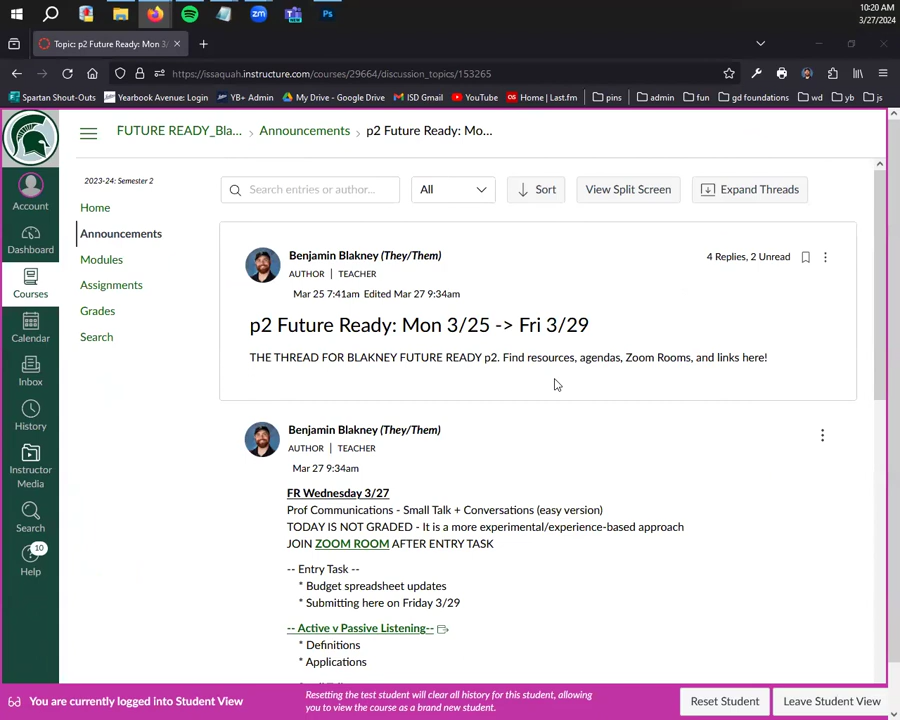 10:20 AM
3/27/2024
Topic: p2 Future Ready: Mon 3/
https://issaquah.instructure.com/courses/29664/discussion_topics/153265
Spartan Shout-Outs
Yearbook Avenue: Login
YB+ Admin
My Drive - Google Drive
ISD Gmail
YouTube
Home | Last.fm
pins
admin
fun
gd foundations
wd
yb
js
FUTURE READY_Bla... > Announcements > p2 Future Ready: Mo...
2023-24: Semester 2
Home
Announcements
Modules
Assignments
Grades
Search
Account
Dashboard
Courses
Calendar
Inbox
History
Instructor
Media
Search
10
Help
Search entries or author...
All
Sort
View Split Screen
Expand Threads
Benjamin Blakney (They/Them)
AUTHOR | TEACHER
4 Replies, 2 Unread
Mar 25 7:41am Edited Mar 27 9:34am
p2 Future Ready: Mon 3/25 -> Fri 3/29
THE THREAD FOR BLAKNEY FUTURE READY p2. Find resources, agendas, Zoom Rooms, and links here!
Benjamin Blakney (They/Them)
AUTHOR | TEACHER
Mar 27 9:34am
FR Wednesday 3/27
Prof Communications - Small Talk + Conversations (easy version)
TODAY IS NOT GRADED - It is a more experimental/experience-based approach
JOIN ZOOM ROOM AFTER ENTRY TASK
-- Entry Task --
* Budget spreadsheet updates
* Submitting here on Friday 3/29
-- Active v Passive Listening--
* Definitions
* Applications
You are currently logged into Student View
Resetting the test student will clear all history for this student, allowing
you to view the course as a brand new student.
Reset Student
Leave Student View